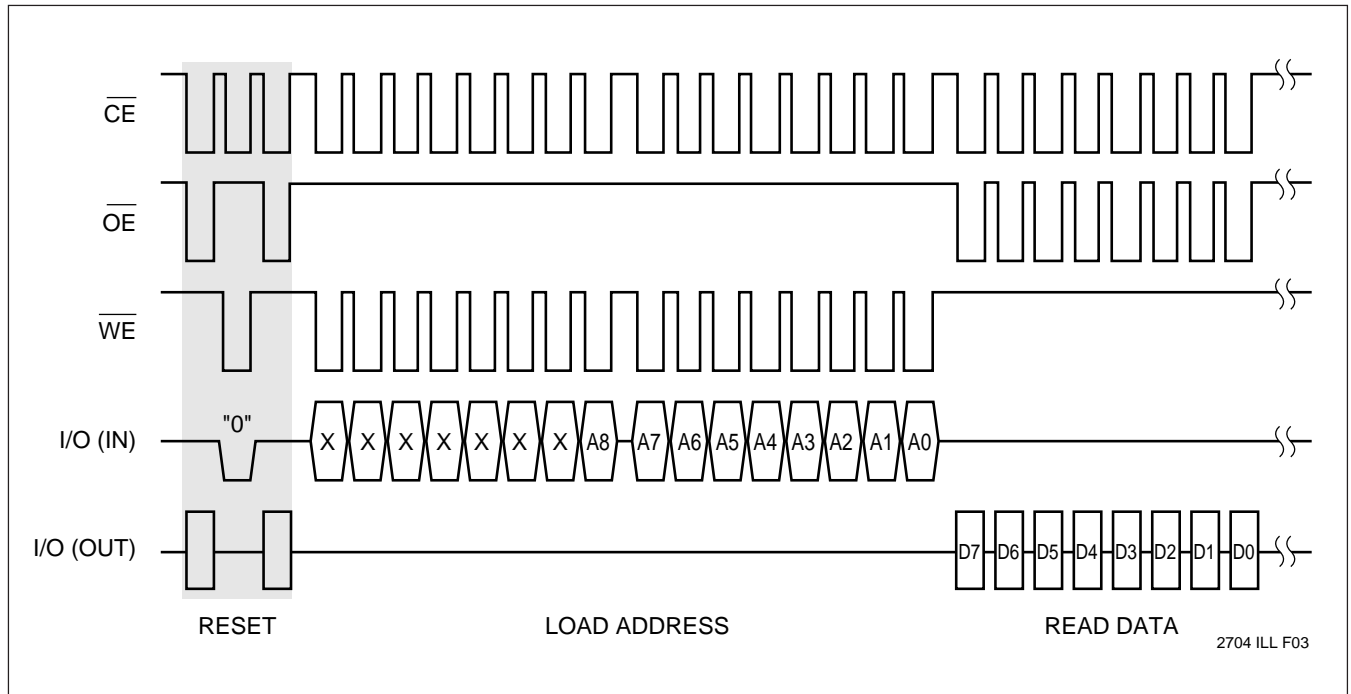 CE
OE
WE
"0"
I/O (IN) X X X X X X X A8 A7 A6 A5 A4 A3 A2 A1 A0
I/O (OUT) D7 D6 D5 D4 D3 D2 D1 D0
RESET LOAD ADDRESS READ DATA
2704 ILL F03